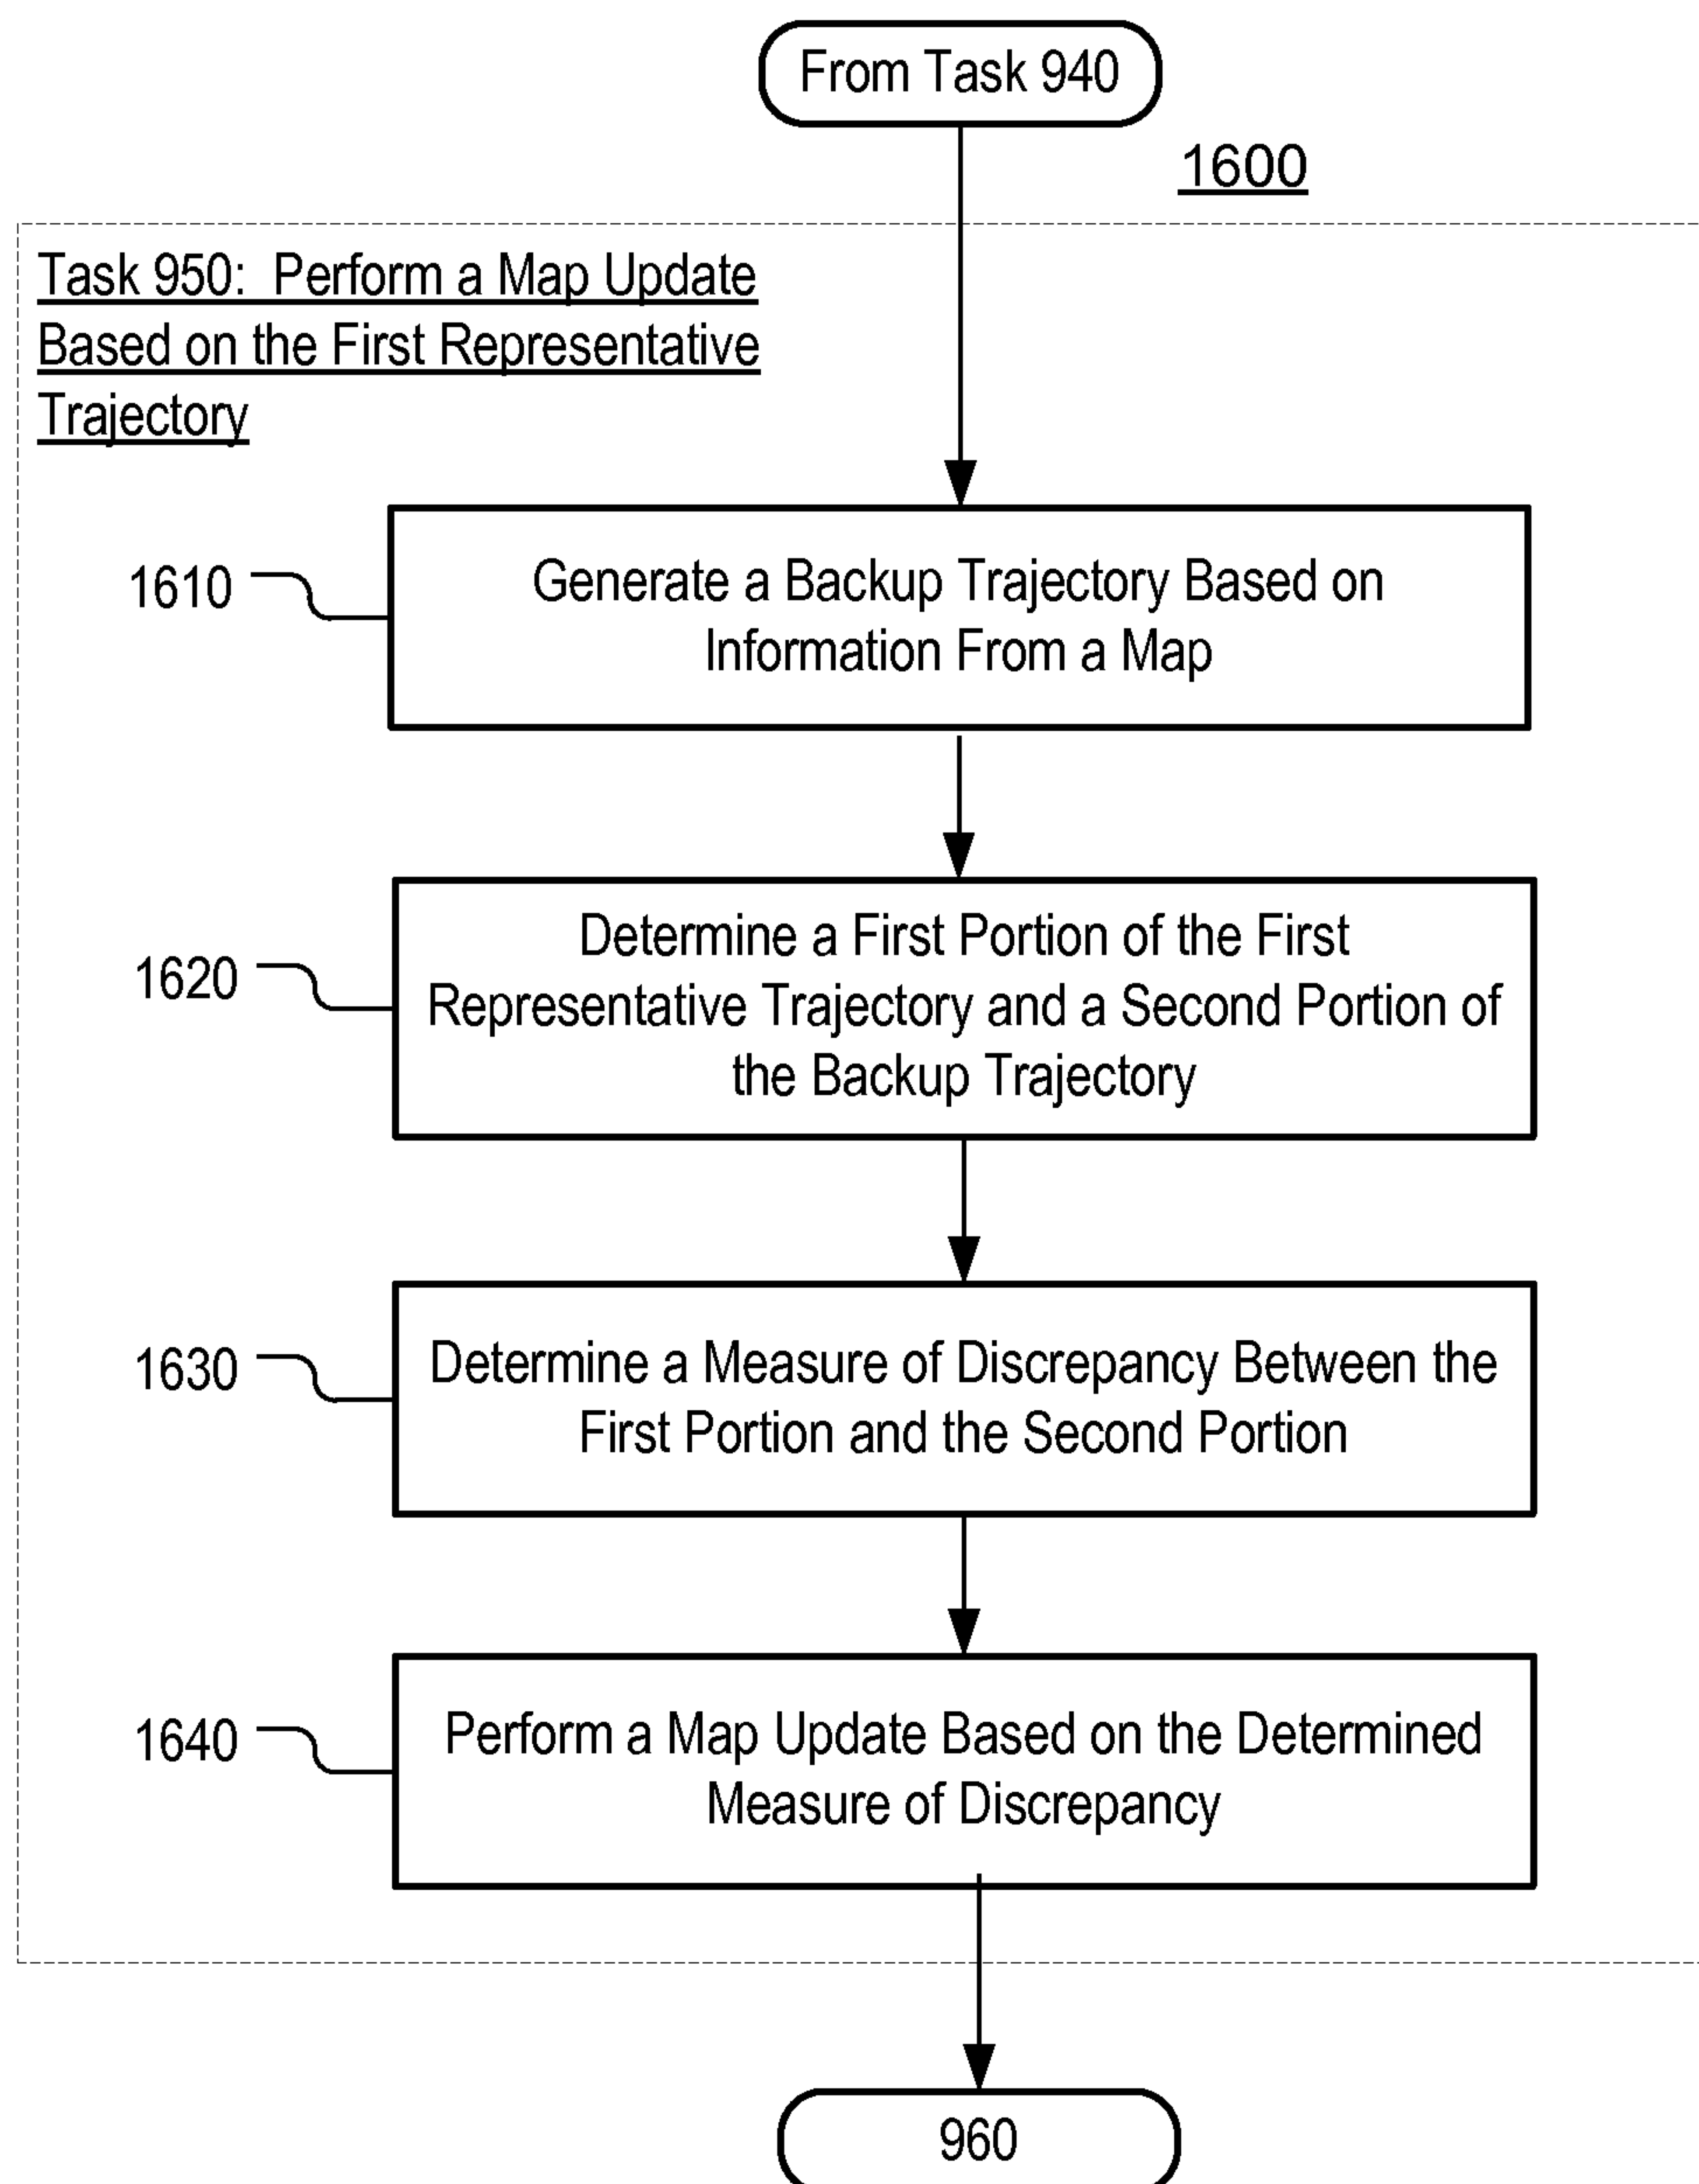 From Task 940
1600
Task 950: Perform a Map Update
Based on the First Representative
Trajectory
1610
Generate a Backup Trajectory Based on
Information From a Map
1620
Determine a First Portion of the First
Representative Trajectory and a Second Portion of
the Backup Trajectory
1630
Determine a Measure of Discrepancy Between the
First Portion and the Second Portion
1640
Perform a Map Update Based on the Determined
Measure of Discrepancy
960